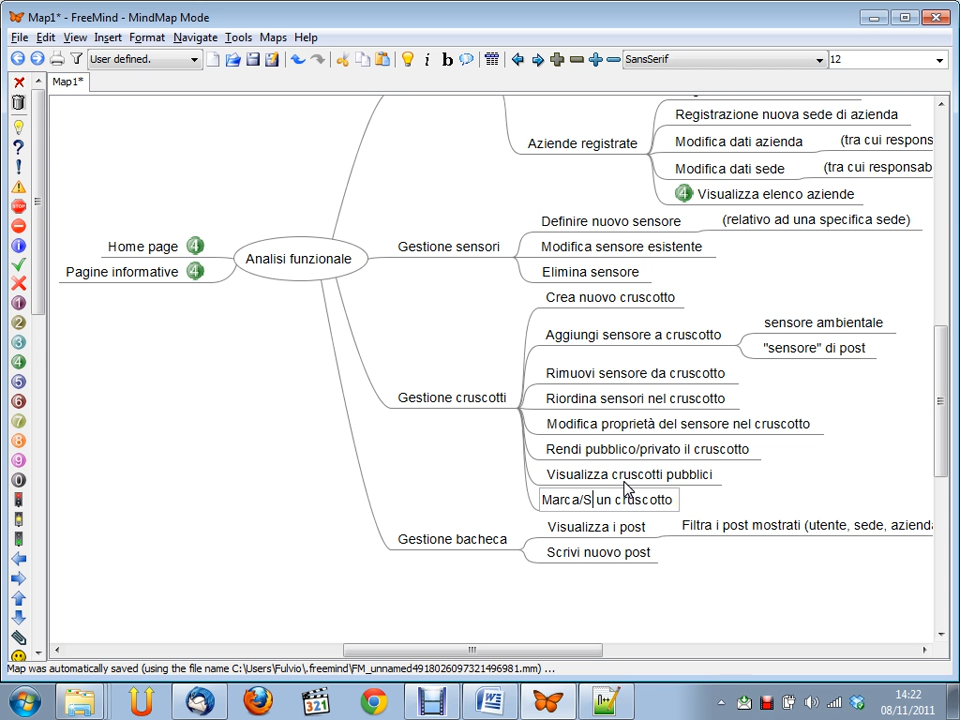 Map1* - FreeMind - MindMap Mode
File Edit View Insert Format Navigate Tools Maps Help
User defined.
SansSerif
12
Map1*
Registrazione nuova sede di azienda
Aziende registrate
Modifica dati azienda
(tra cui respons
Modifica dati sede
(tra cui responsab
Visualizza elenco aziende
Definire nuovo sensore
(relativo ad una specifica sede)
Home page
Gestione sensori
Modifica sensore esistente
Analisi funzionale
Pagine informative
Elimina sensore
Crea nuovo cruscotto
sensore ambientale
Aggiungi sensore a cruscotto
"sensore" di post
Rimuovi sensore da cruscotto
Gestione cruscotti
Riordina sensori nel cruscotto
Modifica proprietà del sensore nel cruscotto
Rendi pubblico/privato il cruscotto
Visualizza cruscotti pubblici
Marca/S un cruscotto
Visualizza i post
Filtra i post mostrati (utente, sede, azienda
Gestione bacheca
Scrivi nuovo post
Map was automatically saved (using the file name C:\Users\Fulvio\.freemind\FM_unnamed4918026097321496981.mm) ...
14:22
08/11/2011